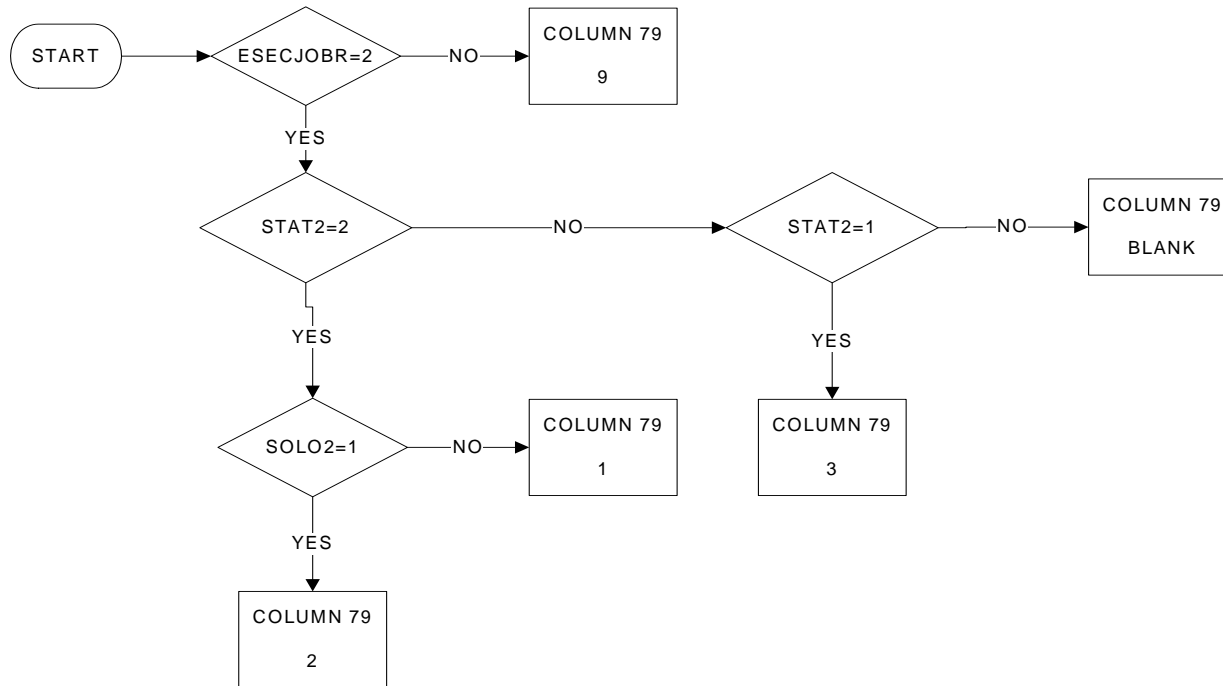 START
ESECJOBR=2
NO
COLUMN 79
9
YES
STAT2=2
NO
STAT2=1
NO
COLUMN 79
BLANK
YES
YES
SOLO2=1
NO
COLUMN 79
1
COLUMN 79
3
YES
COLUMN 79
2